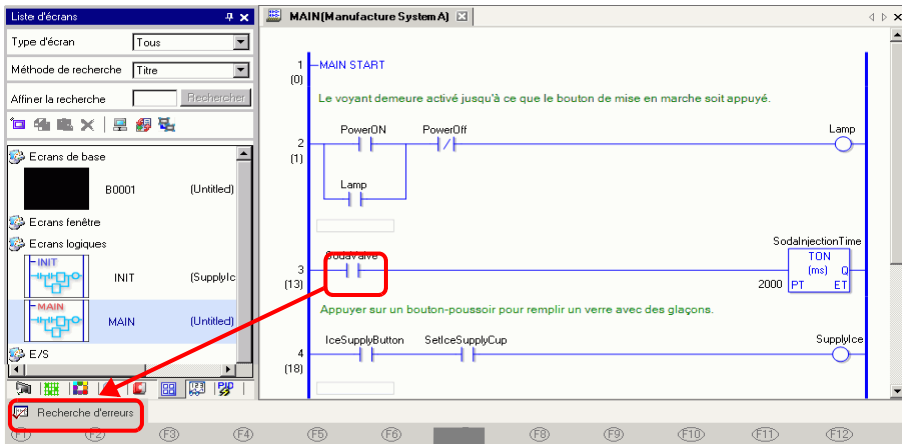 Liste d'écrans
Type d'écran Tous
Méthode de recherche Titre
Affiner la recherche Rechercher
Ecrans de base
B0001 (Untitled)
Ecrans fenêtre
Ecrans logiques
INIT
INIT (SupplyIc
MAIN
MAIN (Untitled)
E/S
PID
Recherche d'erreurs
MAIN(Manufacture System A)
1 MAIN START
(0)
Le voyant demeure activé jusqu'à ce que le bouton de mise en marche soit appuyé.
PowerON PowerOff Lamp
2
(1)
Lamp
SodaInjectionTime
SodaValve TON
3 (ms) Q
(13) 2000 PT ET
Appuyer sur un bouton-poussoir pour remplir un verre avec des glaçons.
IceSupplyButton SetIceSupplyCup SupplyIce
4
(18)
F1 F2 F3 F4 F5 F6 F8 F9 F10 F11 F12